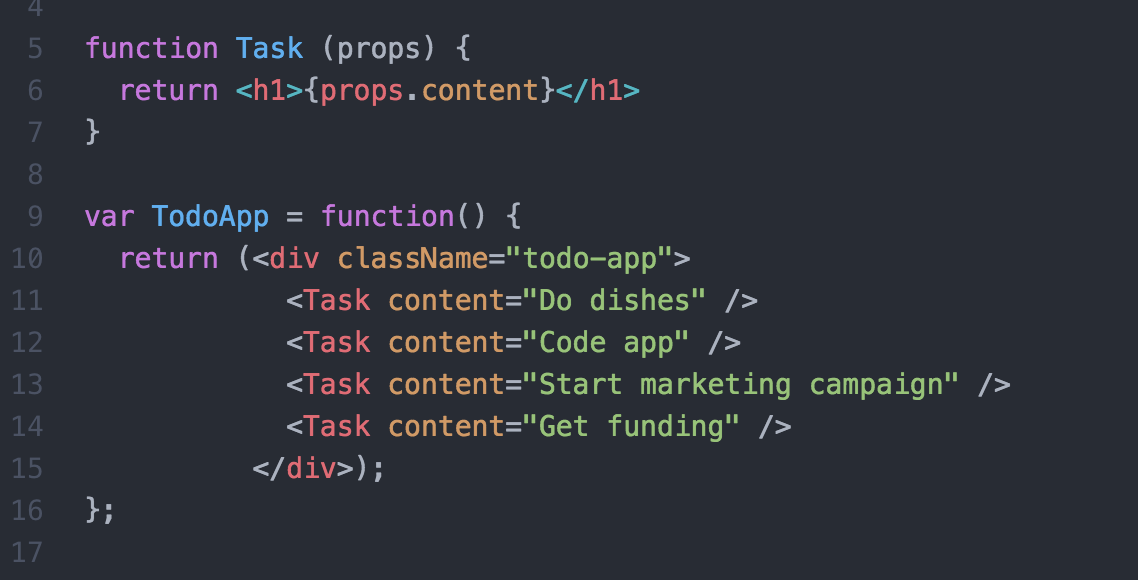 4
5 function Task (props) {
6   return <h1>{props.content}</h1>
7 }
8
9 var TodoApp = function() {
10   return (<div className="todo-app">
11             <Task content="Do dishes" />
12             <Task content="Code app" />
13             <Task content="Start marketing campaign" />
14             <Task content="Get funding" />
15           </div>);
16 };
17